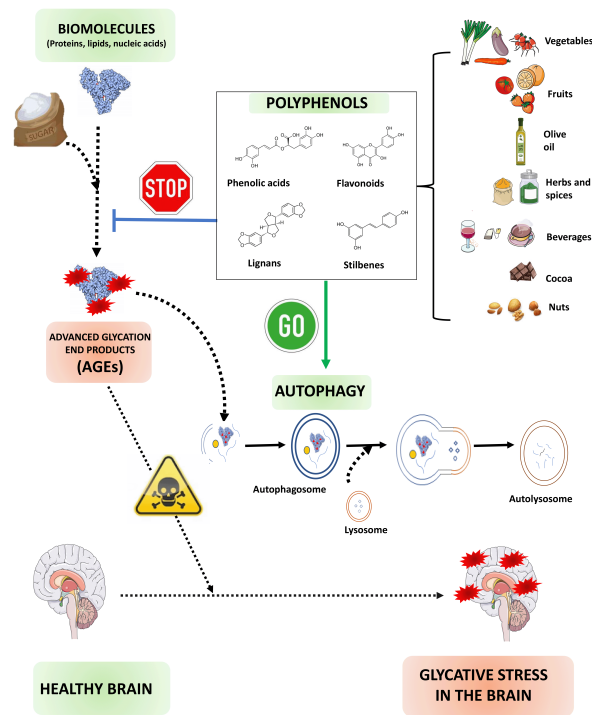 BIOMOLECULES
(Proteins, lipids, nucleic acids)
SUGAR
STOP
POLYPHENOLS
Phenolic acids
Flavonoids
Lignans
Stilbenes
Vegetables
Fruits
Olive
oil
Herbs and
spices
Beverages
Cocoa
Nuts
GO
ADVANCED GLYCATION
END PRODUCTS
(AGEs)
AUTOPHAGY
Autophagosome
Lysosome
Autolysosome
HEALTHY BRAIN
GLYCATIVE STRESS
IN THE BRAIN